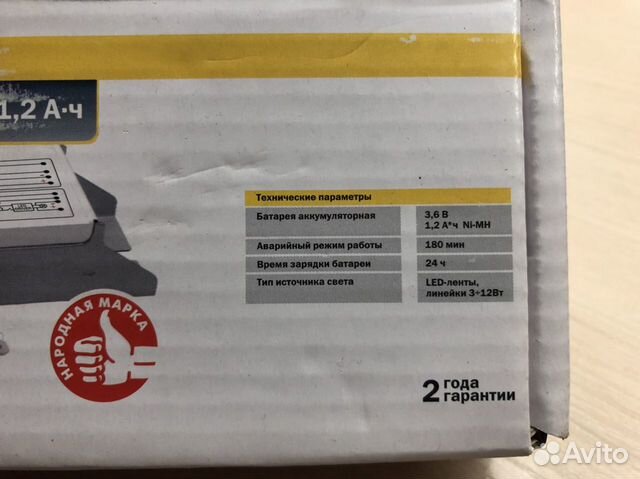 1,2 А·ч
Технические параметры
Батарея аккумуляторная
3,6 В
1,2 А*ч Ni-MH
Аварийный режим работы
180 мин
Время зарядки батареи
24 ч
Тип источника света
LED-ленты,
линейки 3÷12Вт
НАРОДНАЯ МАРКА
2 года
гарантии
Avito